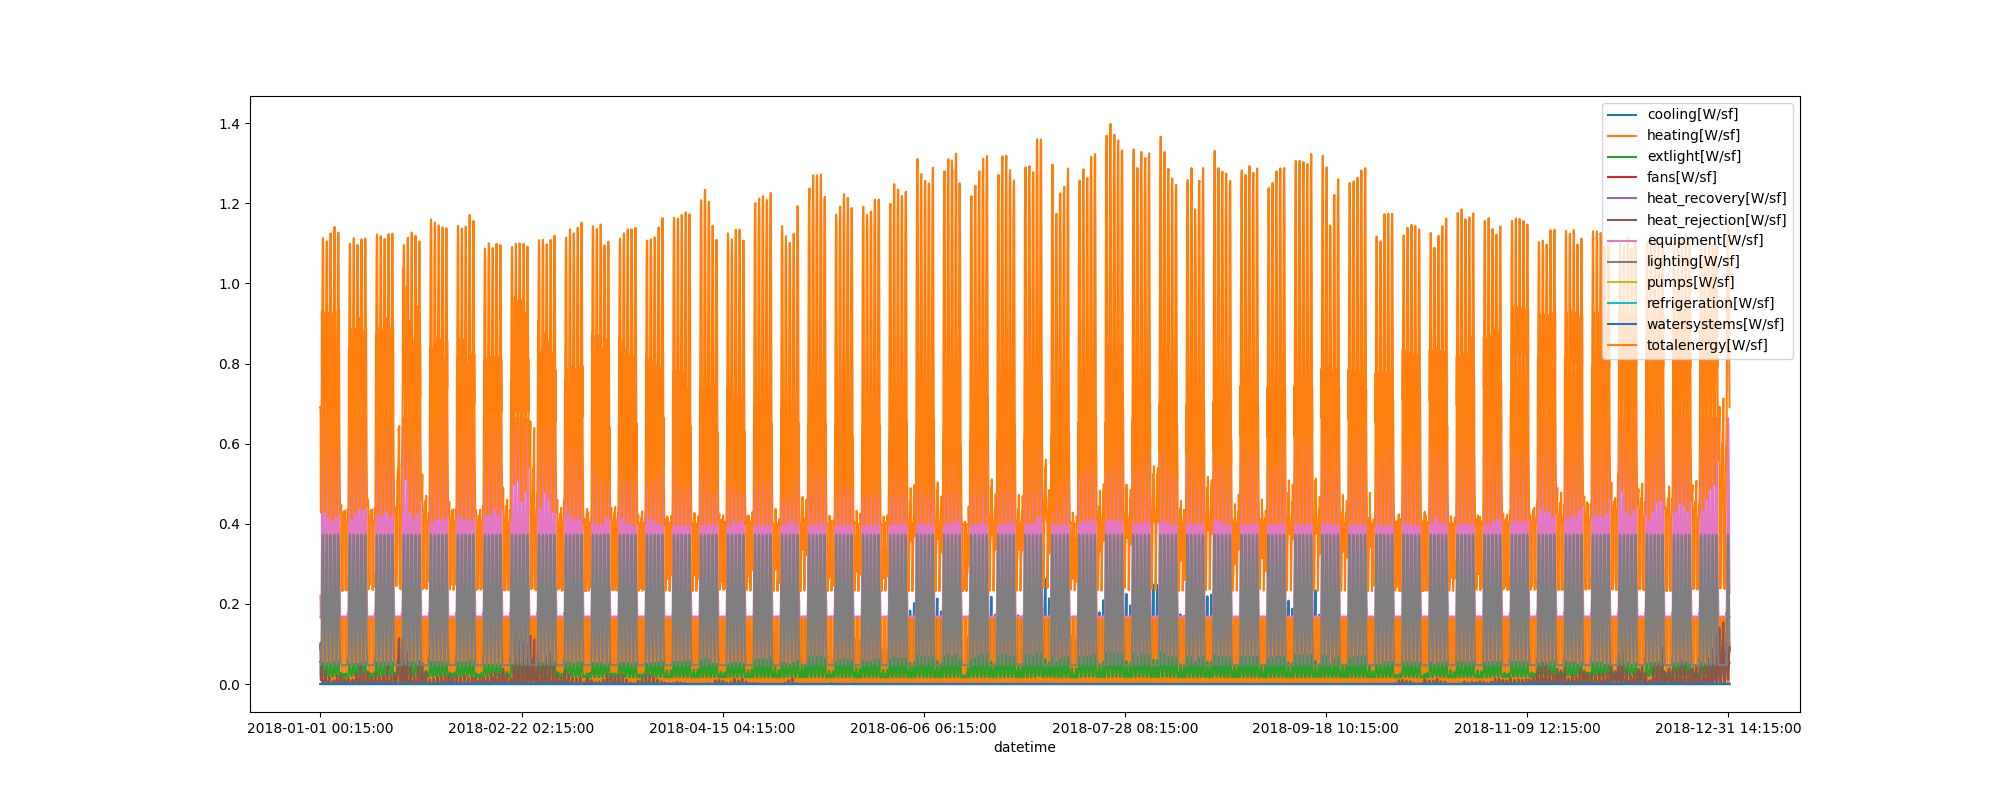 1.4
1.2
1.0
0.8
0.6
0.4
0.2
0.0
cooling[W/sf]
heating[W/sf]
extlight[W/sf]
fans[W/sf]
heat_recovery[W/sf]
heat_rejection[W/sf]
equipment[W/sf]
lighting[W/sf]
pumps[W/sf]
refrigeration[W/sf]
watersystems[W/sf]
totalenergy[W/sf]
2018-01-01 00:15:00 2018-02-22 02:15:00 2018-04-15 04:15:00 2018-06-06 06:15:00 2018-07-28 08:15:00 2018-09-18 10:15:00 2018-11-09 12:15:00 2018-12-31 14:15:00
datetime